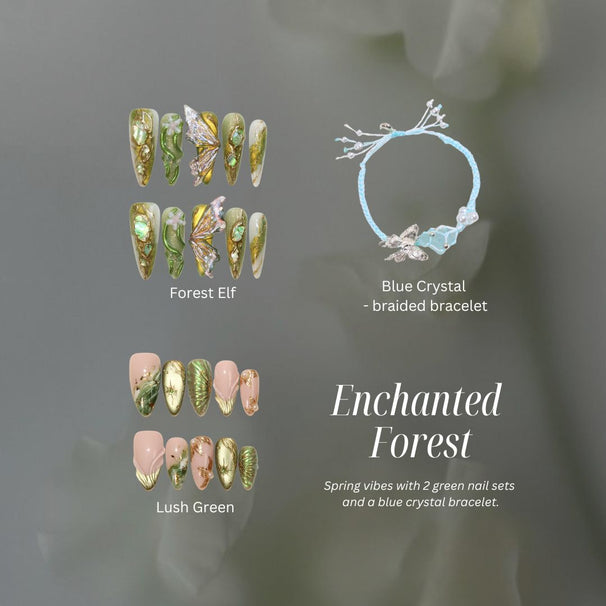 Forest Elf
Blue Crystal
- braided bracelet
Lush Green
Enchanted
Forest
Spring vibes with 2 green nail sets
and a blue crystal bracelet.